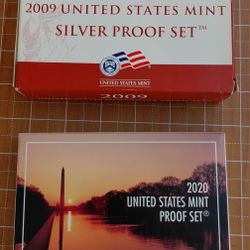 2009 UNITED STATES MINT
SILVER PROOF SET™
UNITED STATES MINT
2009
2020
UNITED STATES MINT
PROOF SET®